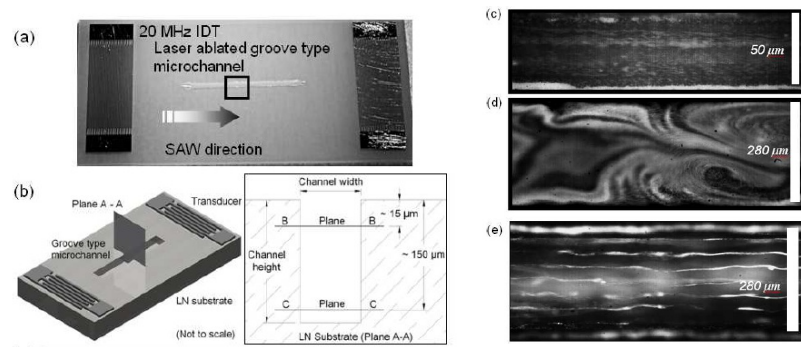 (a)
20 MHz IDT
Laser ablated groove type
microchannel
SAW direction
(b)
Plane A - A
Transducer
Groove type
microchannel
LN substrate
(Not to scale)
Channel width
B Plane B
~ 15 µm
Channel
height
~ 150 µm
C Plane C
LN Substrate (Plane A-A)
(c)
50 µm
(d)
280 µm
(e)
280 µm